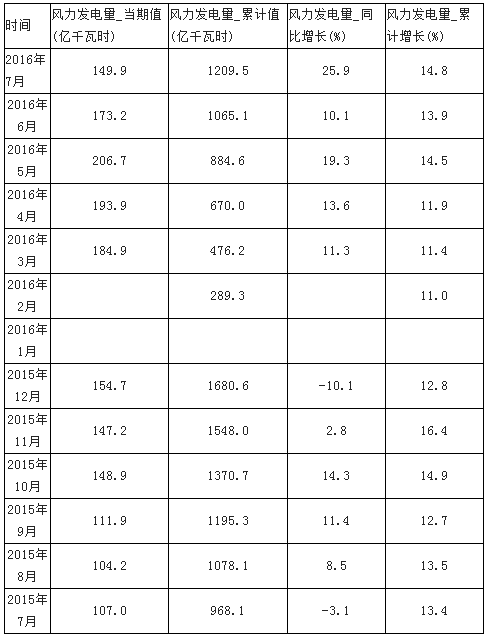 时间 风力发电量_当期值(亿千瓦时) 风力发电量_累计值(亿千瓦时) 风力发电量_同比增长(%) 风力发电量_累计增长(%)
2016年7月 149.9 1209.5 25.9 14.8
2016年6月 173.2 1065.1 10.1 13.9
2016年5月 206.7 884.6 19.3 14.5
2016年4月 193.9 670.0 13.6 11.9
2016年3月 184.9 476.2 11.3 11.4
2016年2月 289.3 11.0
2016年1月
2015年12月 154.7 1680.6 -10.1 12.8
2015年11月 147.2 1548.0 2.8 16.4
2015年10月 148.9 1370.7 14.3 14.9
2015年9月 111.9 1195.3 11.4 12.7
2015年8月 104.2 1078.1 8.5 13.5
2015年7月 107.0 968.1 -3.1 13.4